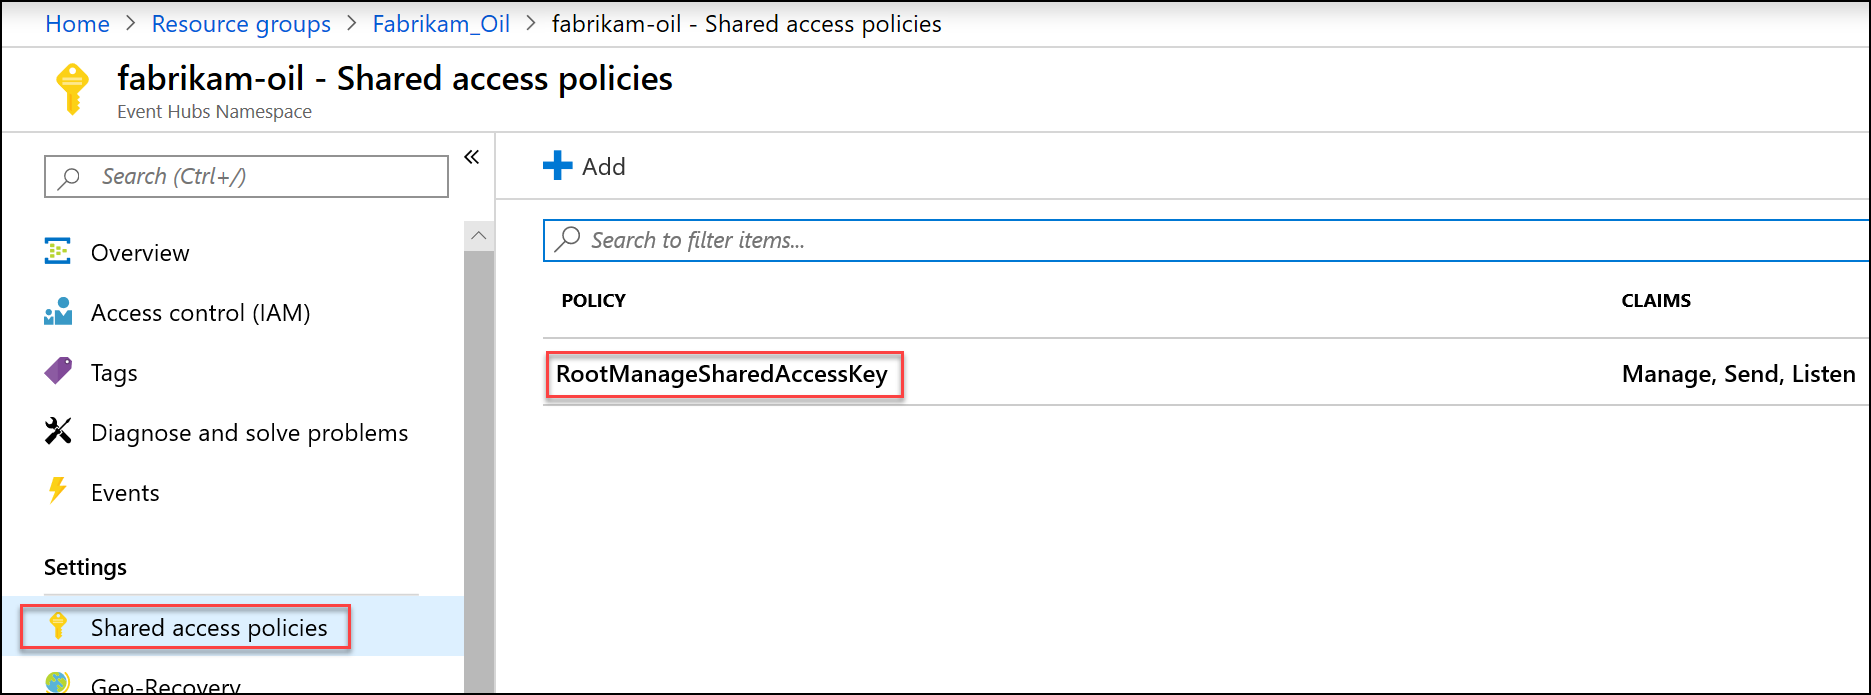 Home > Resource groups > Fabrikam_Oil > fabrikam-oil - Shared access policies
fabrikam-oil - Shared access policies
Event Hubs Namespace
Search (Ctrl+/)
Overview
Access control (IAM)
Tags
Diagnose and solve problems
Events
Settings
Shared access policies
Geo-Recovery
Add
Search to filter items...
POLICY CLAIMS
RootManageSharedAccessKey Manage, Send, Listen